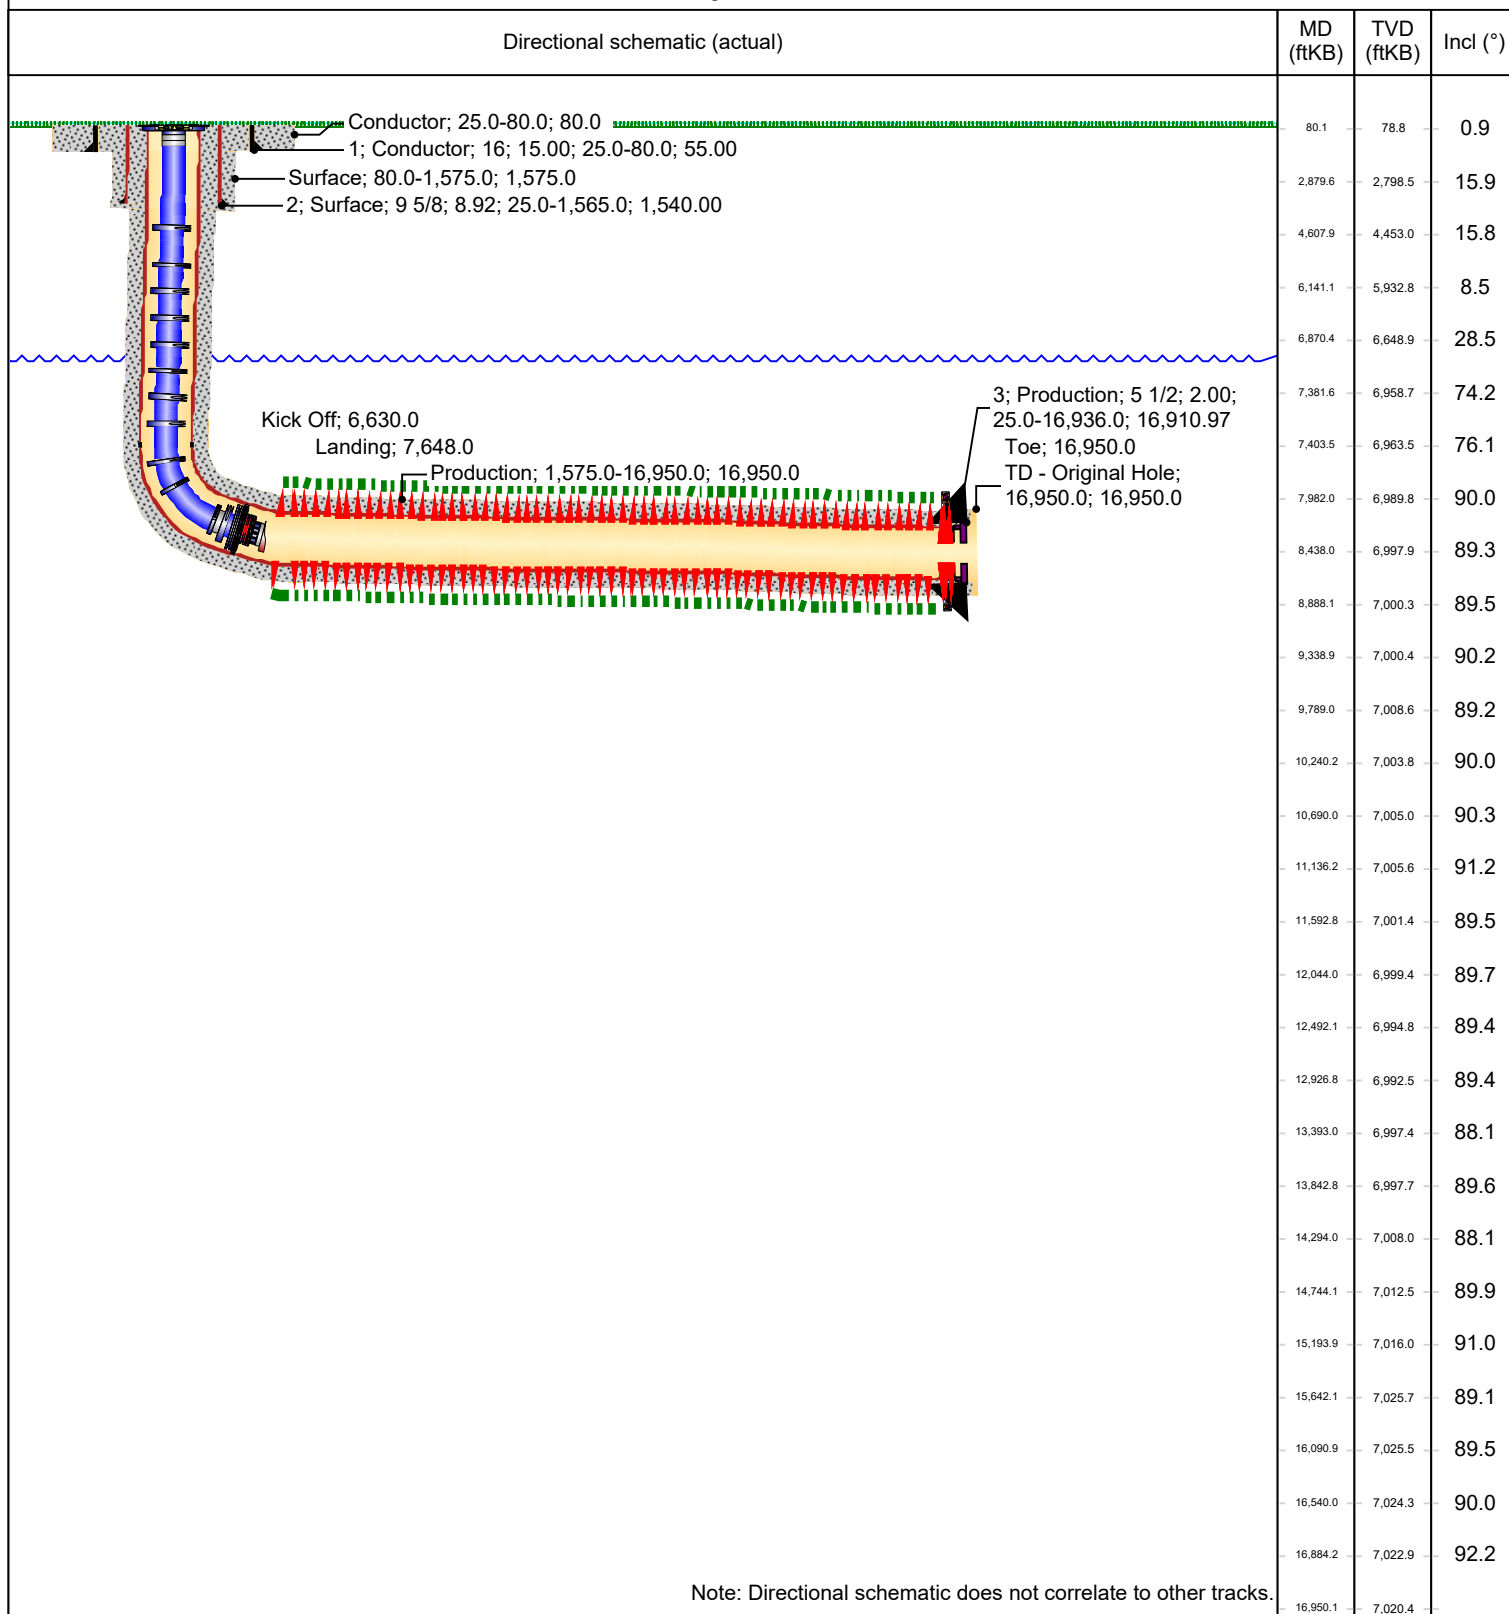 Directional schematic (actual)
MD
(ftKB)
TVD
(ftKB)
Incl (°)
Conductor; 25.0-80.0; 80.0
1; Conductor; 16; 15.00; 25.0-80.0; 55.00
Surface; 80.0-1,575.0; 1,575.0
2; Surface; 9 5/8; 8.92; 25.0-1,565.0; 1,540.00
Kick Off; 6,630.0
Landing; 7,648.0
Production; 1,575.0-16,950.0; 16,950.0
3; Production; 5 1/2; 2.00;
25.0-16,936.0; 16,910.97
Toe; 16,950.0
TD - Original Hole;
16,950.0; 16,950.0
80.1 78.8 0.9
2,879.6 2,798.5 15.9
4,607.9 4,453.0 15.8
6,141.1 5,932.8 8.5
6,870.4 6,648.9 28.5
7,381.6 6,958.7 74.2
7,403.5 6,963.5 76.1
7,982.0 6,989.8 90.0
8,438.0 6,997.9 89.3
8,888.1 7,000.3 89.5
9,338.9 7,000.4 90.2
9,789.0 7,008.6 89.2
10,240.2 7,003.8 90.0
10,690.0 7,005.0 90.3
11,136.2 7,005.6 91.2
11,592.8 7,001.4 89.5
12,044.0 6,999.4 89.7
12,492.1 6,994.8 89.4
12,926.8 6,992.5 89.4
13,393.0 6,997.4 88.1
13,842.8 6,997.7 89.6
14,294.0 7,008.0 88.1
14,744.1 7,012.5 89.9
15,193.9 7,016.0 91.0
15,642.1 7,025.7 89.1
16,090.9 7,025.5 89.5
16,540.0 7,024.3 90.0
16,884.2 7,022.9 92.2
16,950.1 7,020.4
Note: Directional schematic does not correlate to other tracks.